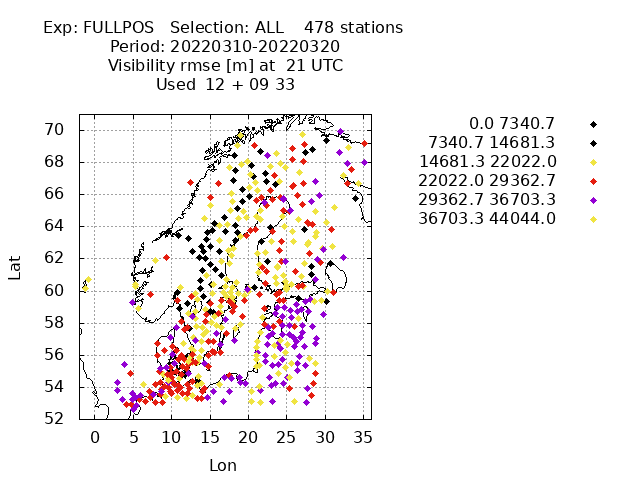 Exp: FULLPOS Selection: ALL 478 stations
Period: 20220310-20220320
Visibility rmse [m] at 21 UTC
Used 12 + 09 33
0.0 7340.7
7340.7 14681.3
14681.3 22022.0
22022.0 29362.7
29362.7 36703.3
36703.3 44044.0
Lat
70
68
66
64
62
60
58
56
54
52
0 5 10 15 20 25 30 35
Lon